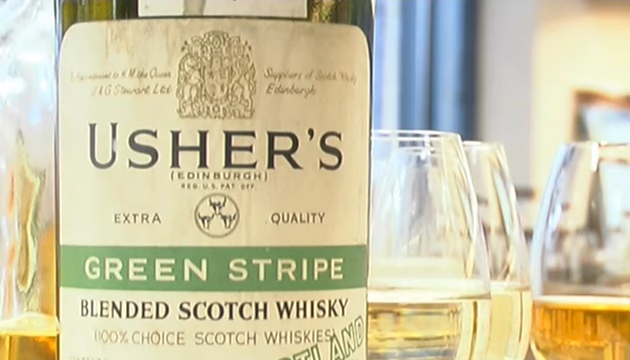 By Appointment to H.M. the Queen
Suppliers of Scotch Whisky
J & G Stewart Ltd
Edinburgh
USHER'S
(EDINBURGH)
REG. U.S. PAT. OFF.
EXTRA QUALITY
GREEN STRIPE
BLENDED SCOTCH WHISKY
(100% CHOICE SCOTCH WHISKIES)
SCOTLAND